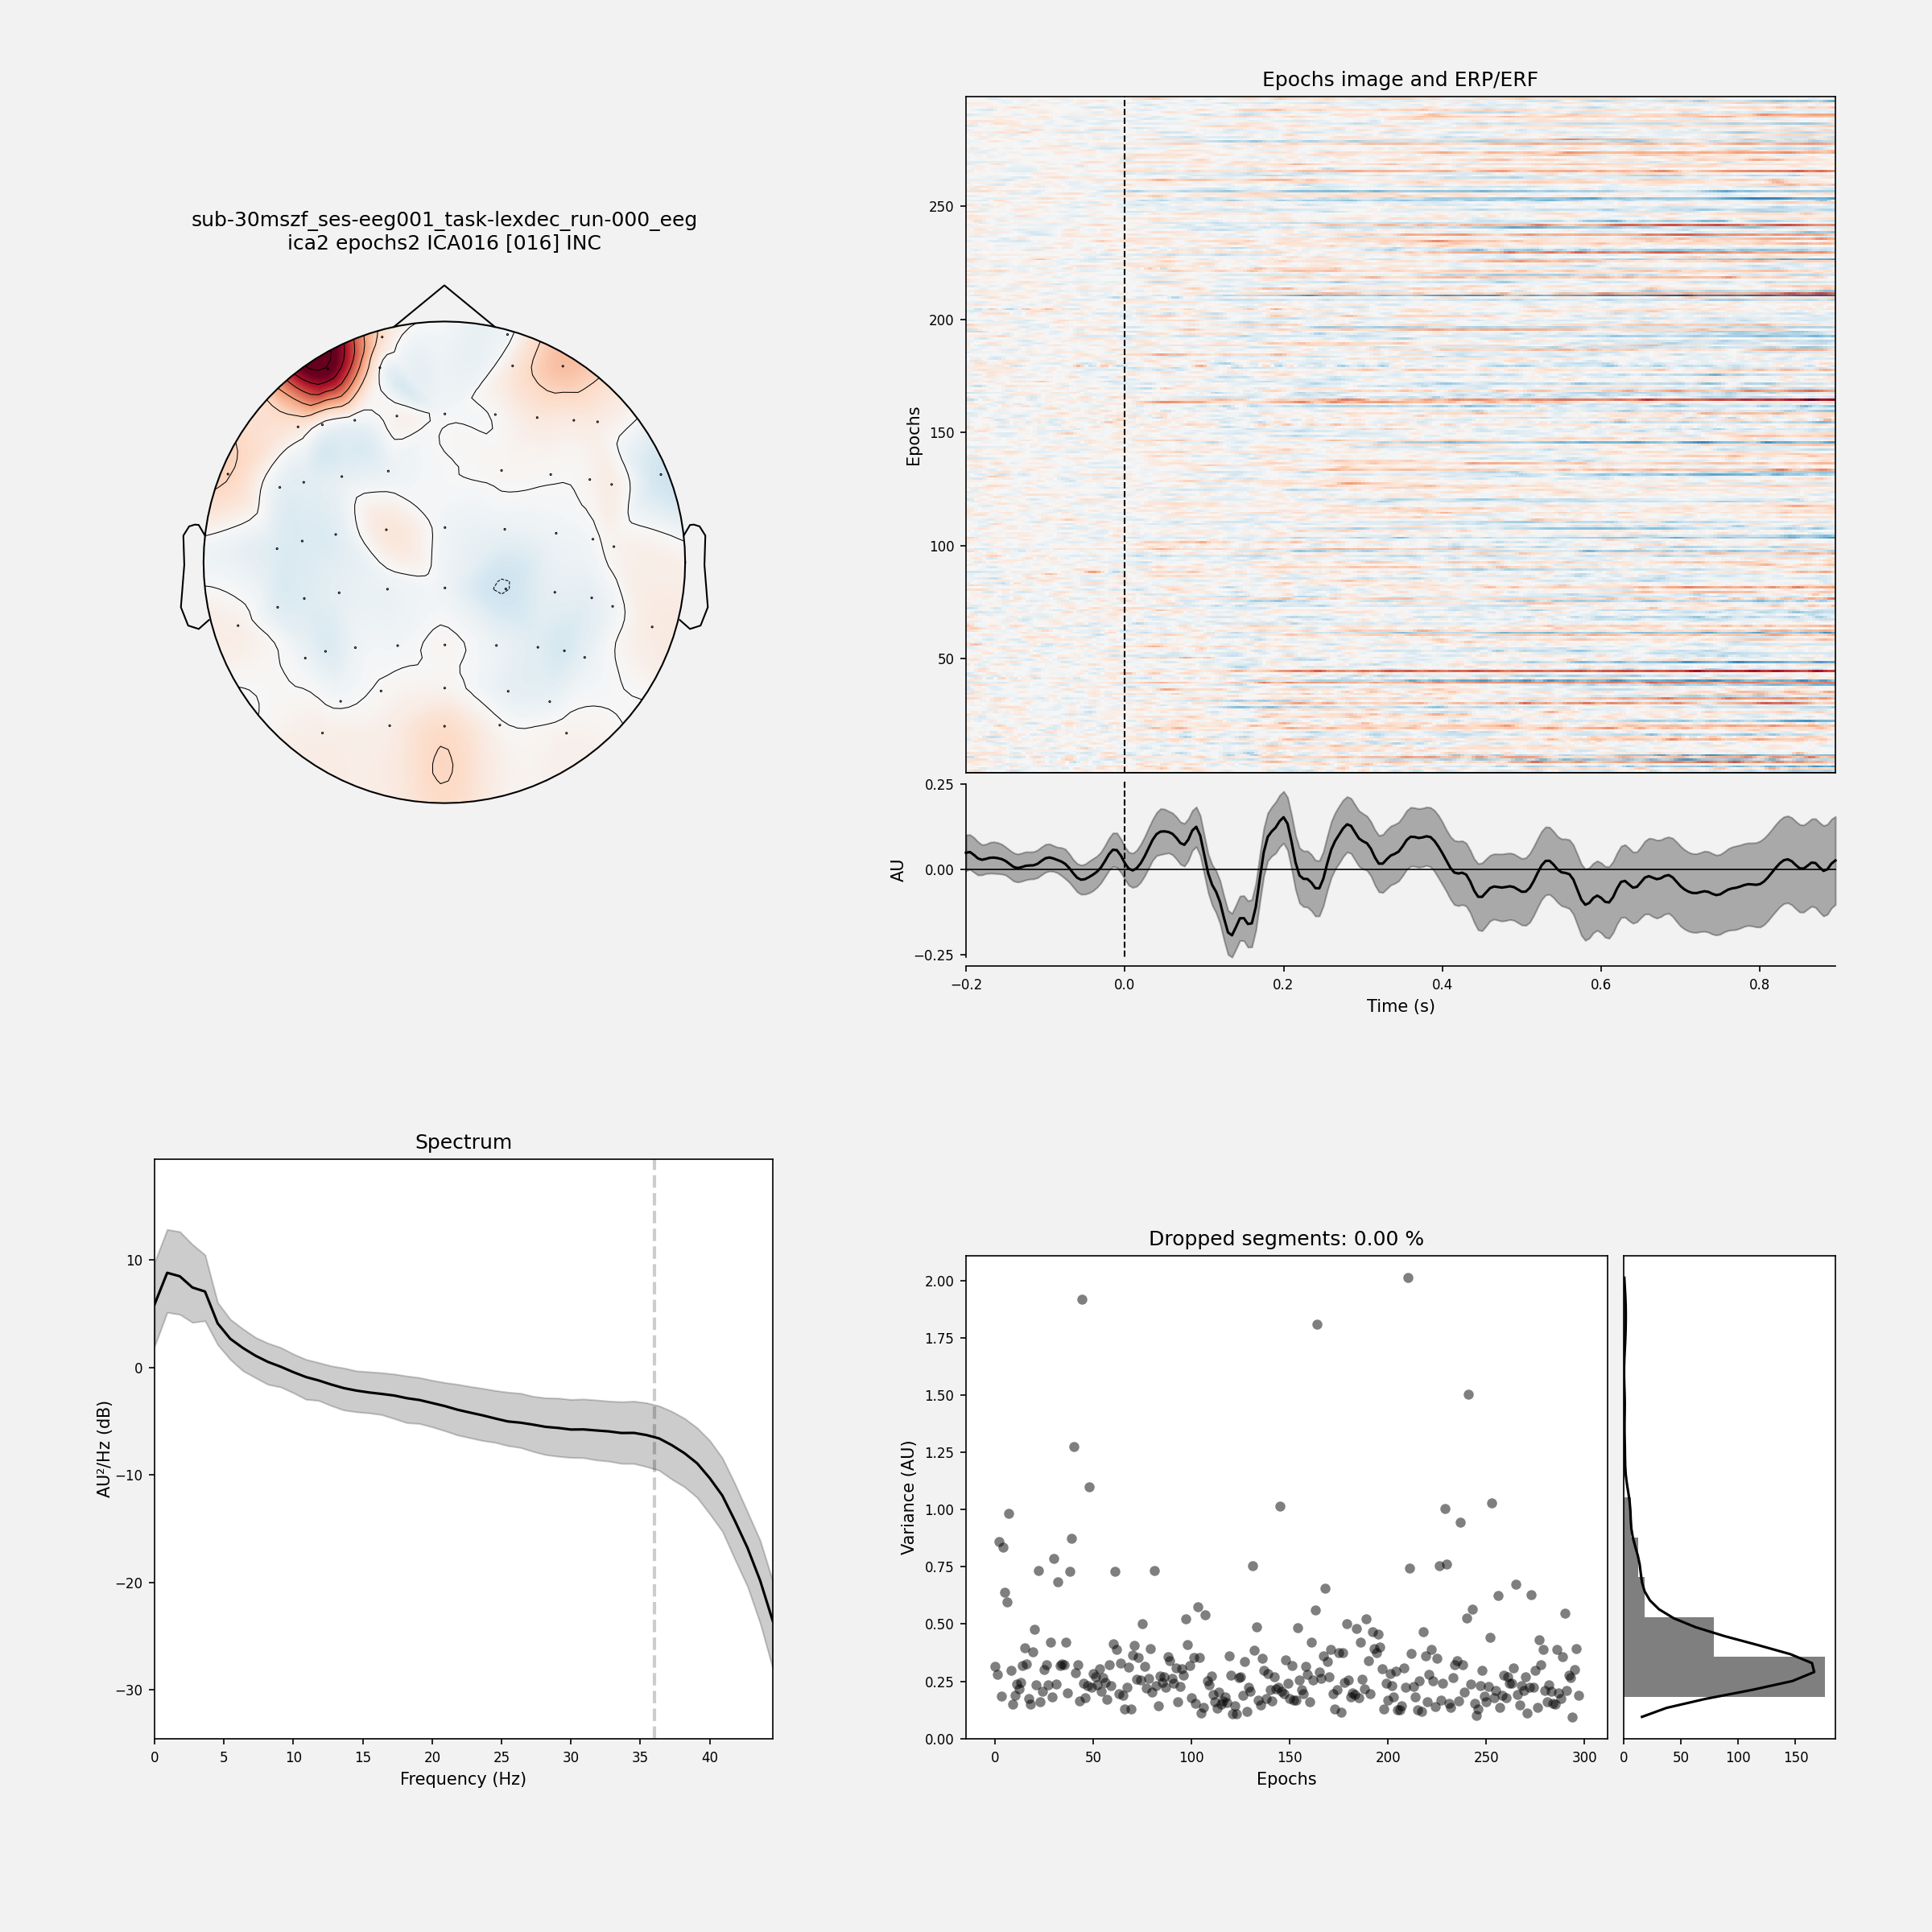 sub-30mszf_ses-eeg001_task-lexdec_run-000_eeg
ica2 epochs2 ICA016 [016] INC
Epochs image and ERP/ERF
Epochs
250
200
150
100
50
AU
0.25
0.00
−0.25
−0.2 0.0 0.2 0.4 0.6 0.8
Time (s)
Spectrum
AU²/Hz (dB)
10
0
−10
−20
−30
0 5 10 15 20 25 30 35 40
Frequency (Hz)
Dropped segments: 0.00 %
Variance (AU)
2.00
1.75
1.50
1.25
1.00
0.75
0.50
0.25
0.00
0 50 100 150 200 250 300
Epochs
0 50 100 150